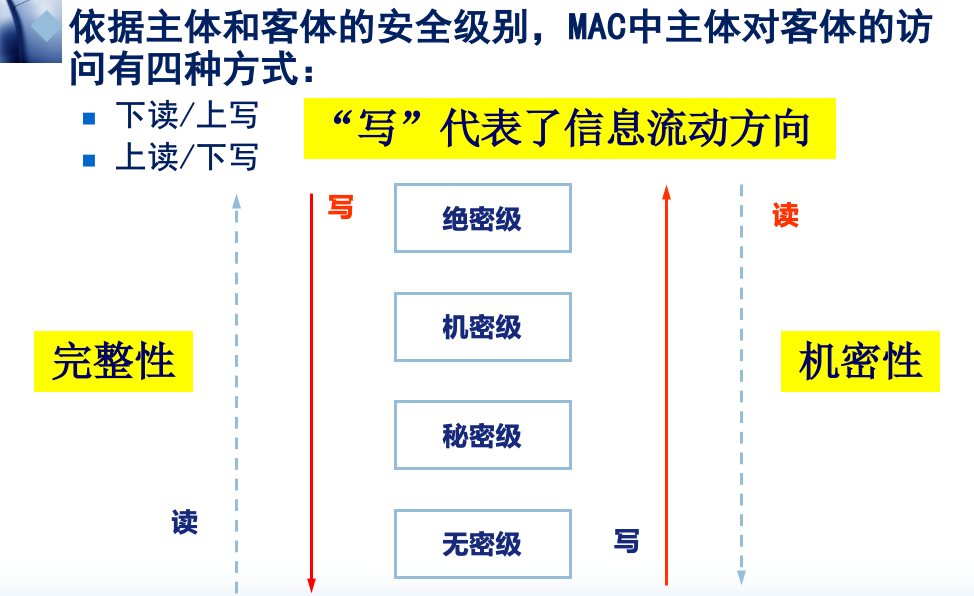 依据主体和客体的安全级别，MAC中主体对客体的访
问有四种方式：
下读/上写
上读/下写
“写”代表了信息流动方向
写
绝密级
读
机密级
完整性
机密性
秘密级
读
无密级
写